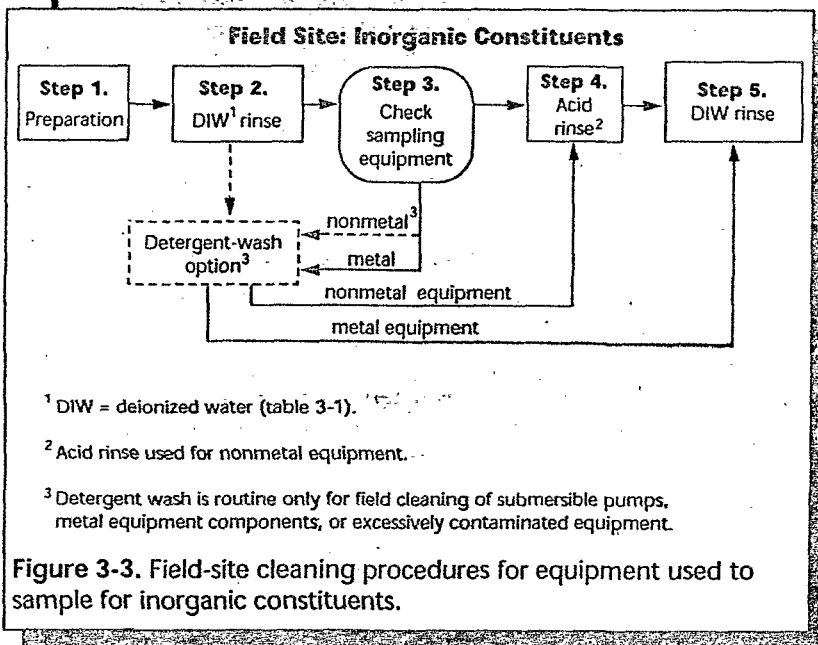 Field Site: Inorganic Constituents
Step 1.
Preparation
Step 2.
DIW¹ rinse
Step 3.
Check
sampling
equipment
Step 4.
Acid
rinse²
Step 5.
DIW rinse
Detergent-wash
option³
nonmetal³
metal
nonmetal equipment
metal equipment
¹ DIW = deionized water (table 3-1).
² Acid rinse used for nonmetal equipment.
³ Detergent wash is routine only for field cleaning of submersible pumps,
metal equipment components, or excessively contaminated equipment.
Figure 3-3. Field-site cleaning procedures for equipment used to
sample for inorganic constituents.